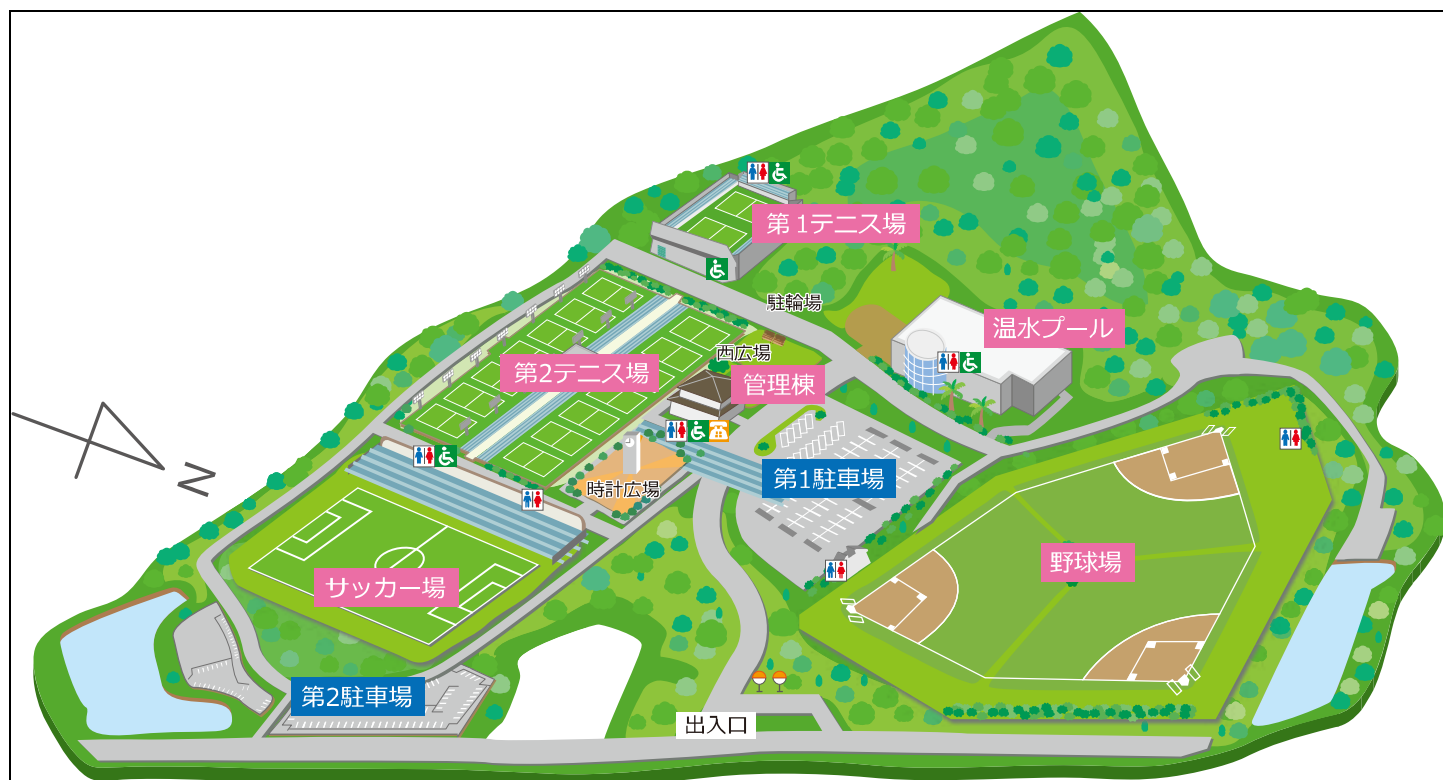 第1テニス場
駐輪場
温水プール
西広場
第2テニス場
管理棟
第1駐車場
時計広場
野球場
サッカー場
第2駐車場
出入口
N